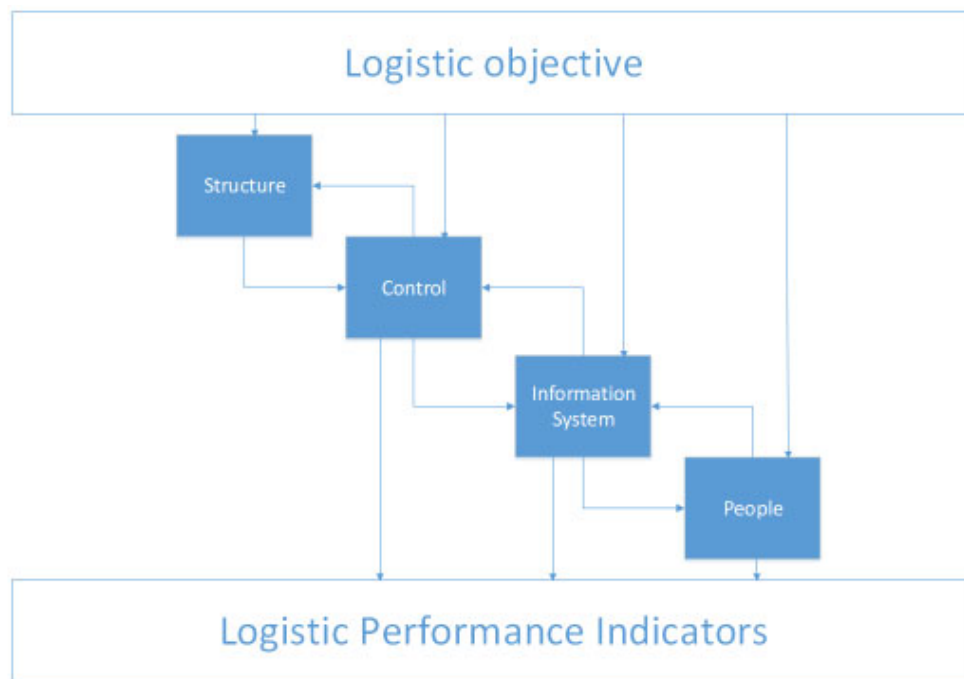 Logistic objective
Structure
Control
Information
System
People
Logistic Performance Indicators